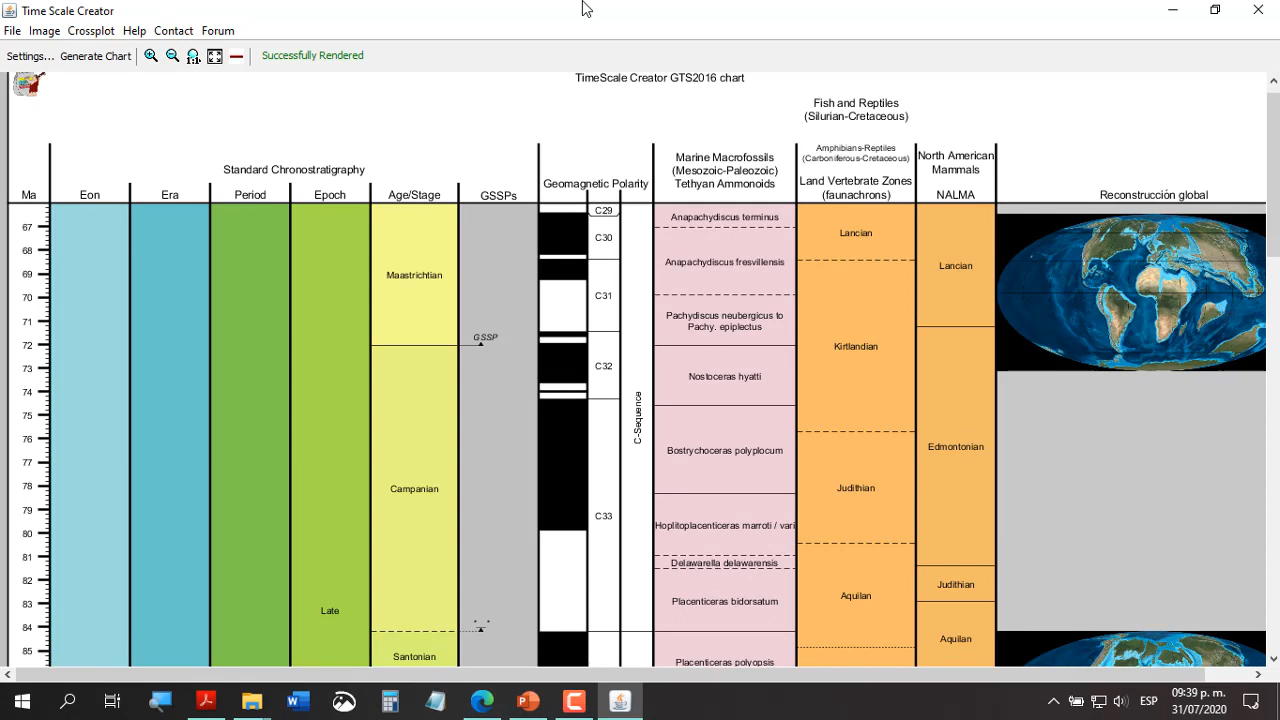 Time Scale Creator
File Image Crossplot Help Contact Forum
Settings... Generate Chart Successfully Rendered
TimeScale Creator GTS2016 chart
Fish and Reptiles
(Silurian-Cretaceous)
Standard Chronostratigraphy
Geomagnetic Polarity
Marine Macrofossils
(Mesozoic-Paleozoic)
Tethyan Ammonoids
Amphibians-Reptiles
(Carboniferous-Cretaceous)
Land Vertebrate Zones
(faunachrons)
North American
Mammals
NALMA
Reconstrucción global
Ma Eon Era Period Epoch Age/Stage GSSPs
67
68
69
70
71
72
73
74
75
76
77
78
79
80
81
82
83
84
85
Late
Maastrichtian
Campanian
Santonian
GSSP
C29
C30
C31
C32
C33
C-Sequence
Anapachydiscus terminus
Anapachydiscus fresvillensis
Pachydiscus neubergicus to
Pachy. epiplectus
Nostoceras hyatti
Bostrychoceras polyplocum
Hoplitoplacenticeras marroti / vari
Delawarella delawarensis
Placenticeras bidorsatum
Placenticeras polyopsis
Lancian
Kirtlandian
Judithian
Aquilan
Lancian
Edmontonian
Judithian
Aquilan
ESP
09:39 p. m.
31/07/2020